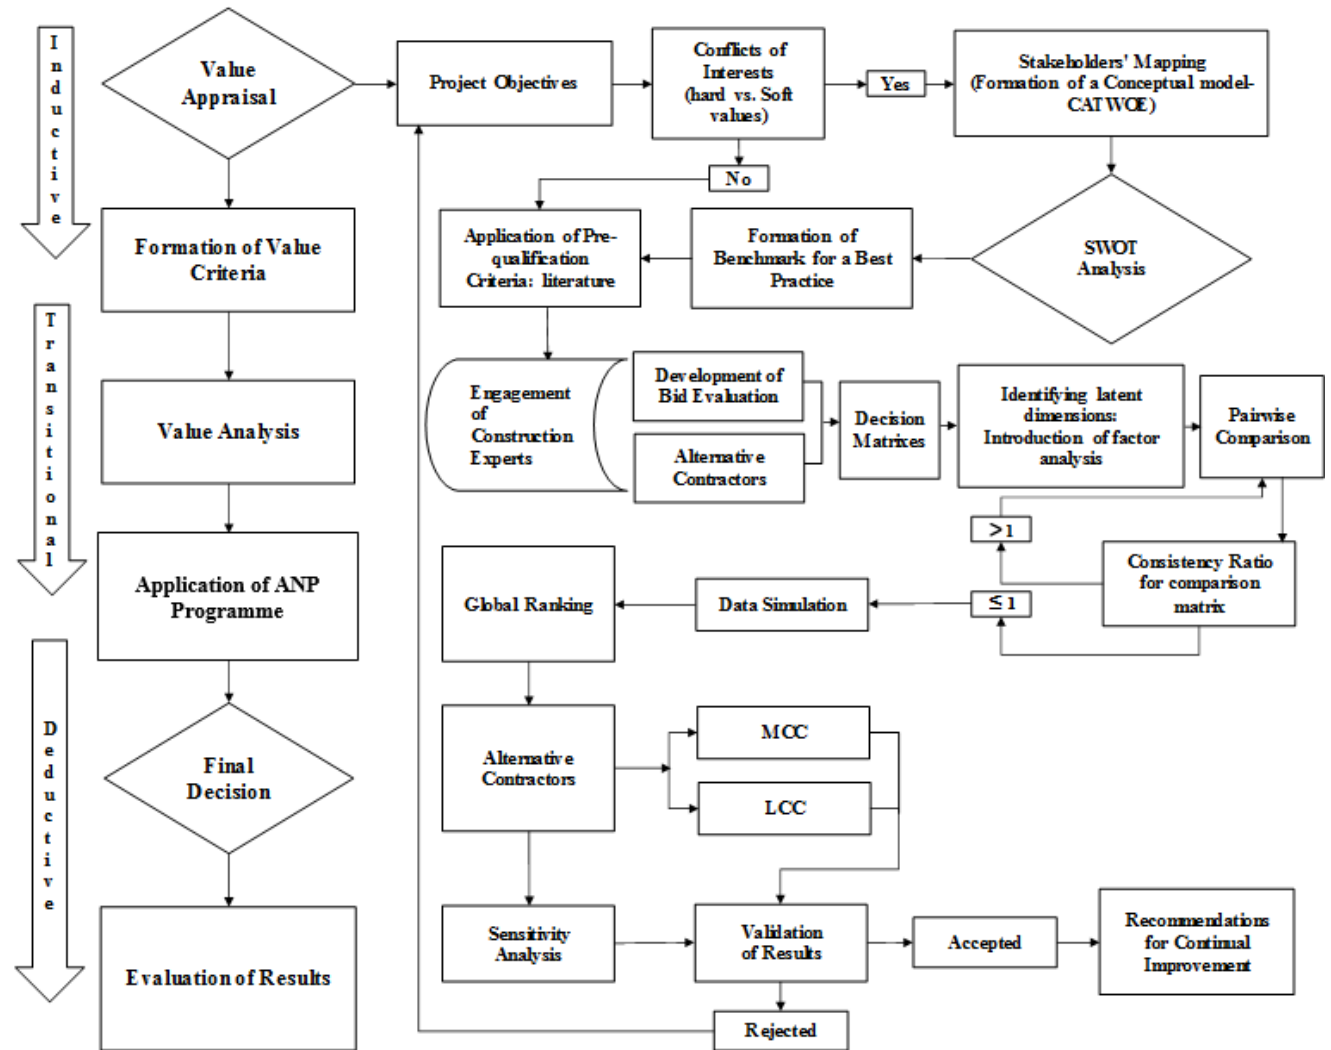 Inductive
Value
Appraisal
Project Objectives
Conflicts of
Interests
(hard vs. Soft
values)
Yes
Stakeholders' Mapping
(Formation of a Conceptual model-
CATWOE)
No
Formation of Value
Criteria
Application of Pre-
qualification
Criteria: literature
Formation of
Benchmark for a Best
Practice
SWOT
Analysis
Transitional
Value Analysis
Engagement
of
Construction
Experts
Development of
Bid Evaluation
Alternative
Contractors
Decision
Matrixes
Identifying latent
dimensions:
Introduction of factor
analysis
Pairwise
Comparison
>1
Consistency Ratio
for comparison
matrix
≤1
Data Simulation
Global Ranking
Application of ANP
Programme
Deductive
Final
Decision
Alternative
Contractors
MCC
LCC
Evaluation of Results
Sensitivity
Analysis
Validation
of Results
Accepted
Recommendations
for Continual
Improvement
Rejected